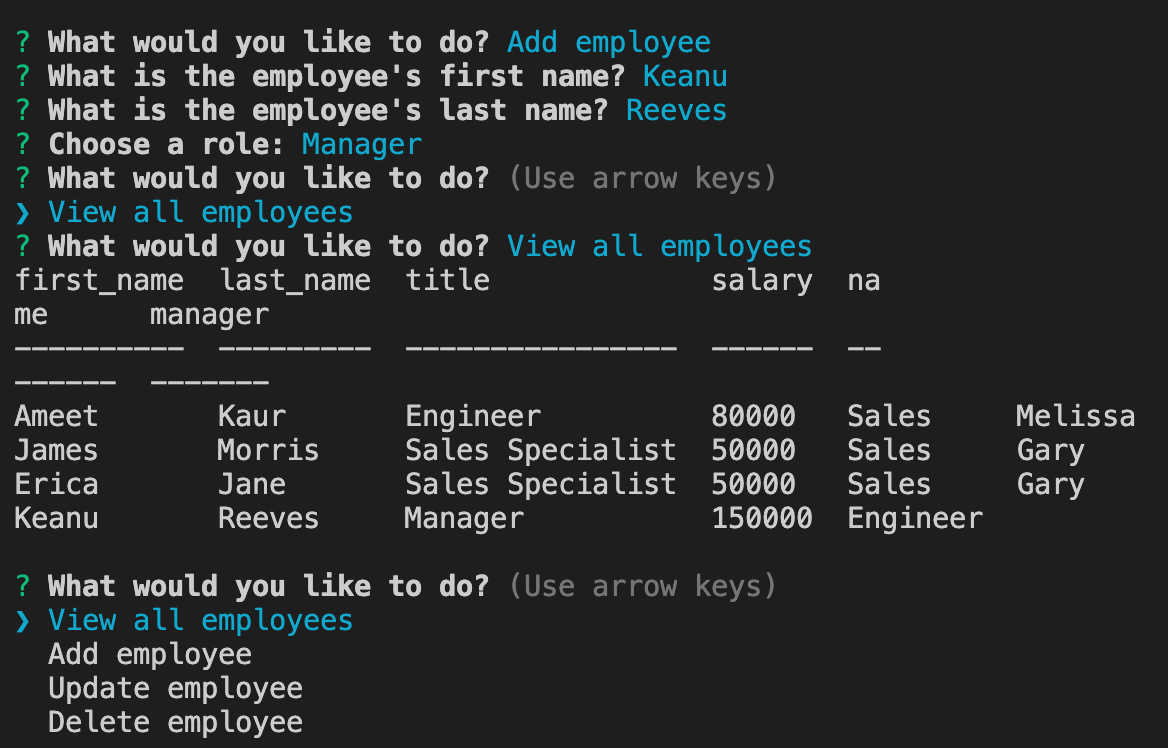 ? What would you like to do? Add employee
? What is the employee's first name? Keanu
? What is the employee's last name? Reeves
? Choose a role: Manager
? What would you like to do? (Use arrow keys)
❯ View all employees
? What would you like to do? View all employees
first_name  last_name  title             salary  na
me      manager
----------  ---------  ----------------  ------  --
------  -------
Ameet       Kaur       Engineer          80000   Sales     Melissa
James       Morris     Sales Specialist  50000   Sales     Gary
Erica       Jane       Sales Specialist  50000   Sales     Gary
Keanu       Reeves     Manager           150000  Engineer
? What would you like to do? (Use arrow keys)
❯ View all employees
  Add employee
  Update employee
  Delete employee